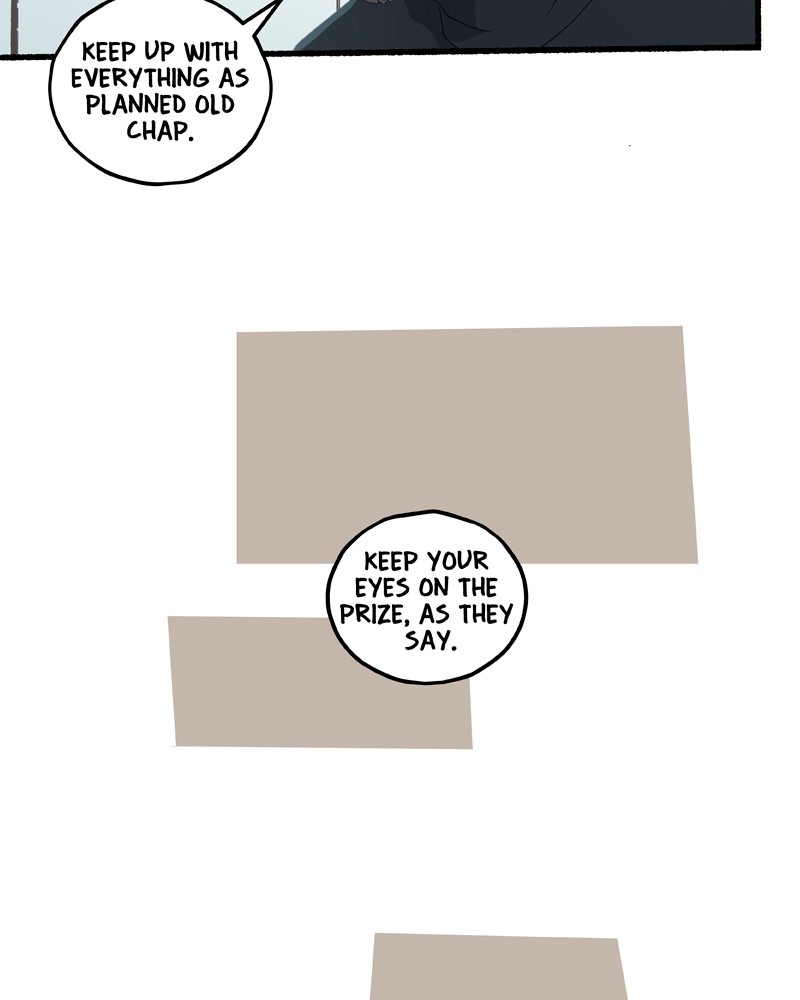 KEEP UP WITH
EVERYTHING AS
PLANNED OLD
CHAP.
KEEP YOUR
EYES ON THE
PRIZE, AS THEY
SAY.